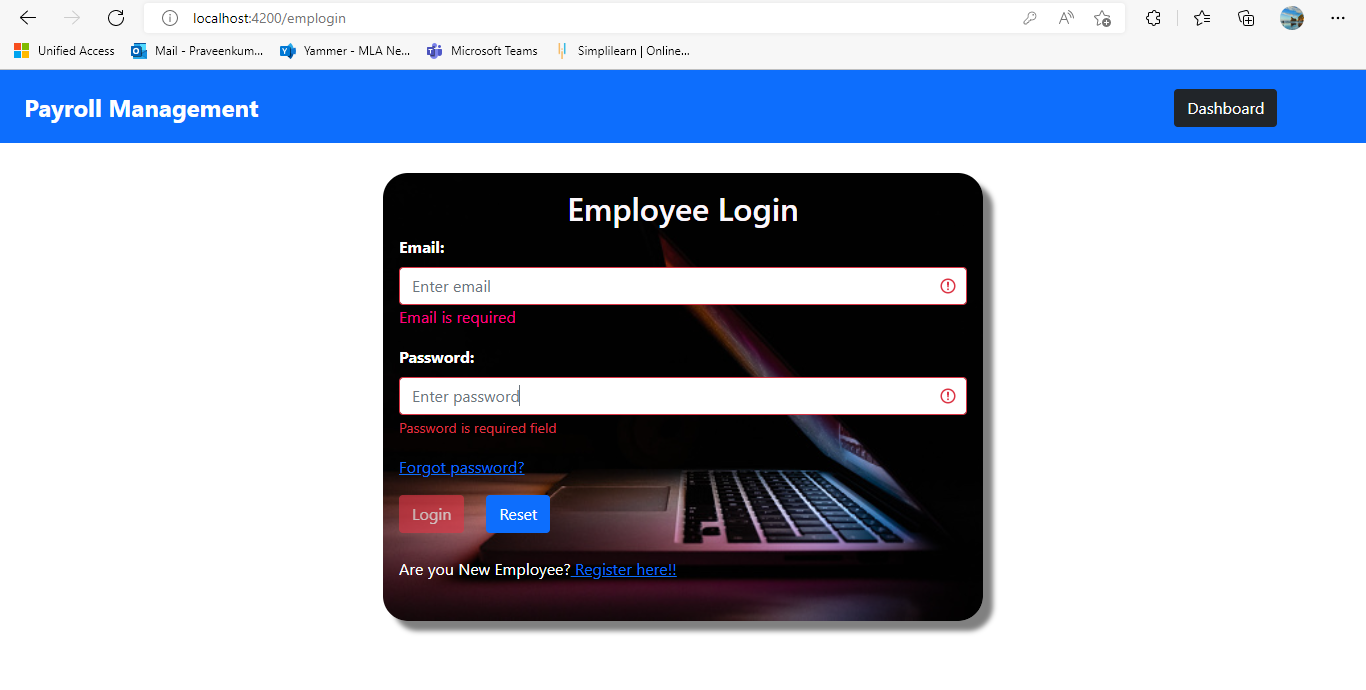 localhost:4200/emplogin
Unified Access Mail - Praveenkum... Yammer - MLA Ne... Microsoft Teams Simplilearn | Online...
Payroll Management Dashboard
Employee Login
Email:
Enter email
Email is required
Password:
Enter password
Password is required field
Forgot password?
Login Reset
Are you New Employee? Register here!!